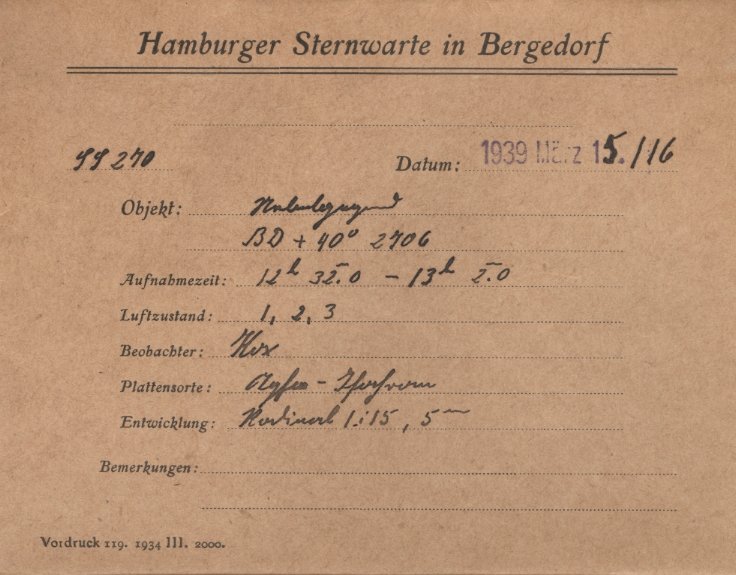 Hamburger Sternwarte in Bergedorf
SS 270
Datum: 1939 März 15./16
Objekt: Nebelgegend
BD + 40° 2706
Aufnahmezeit: 12h 32.0 - 13h 2.0
Luftzustand: 1, 2, 3
Beobachter: Kox
Plattensorte: Agfa - Isochrom
Entwicklung: Rodinal 1:15, 5m
Bemerkungen:
Vordruck 119. 1934 III. 2000.